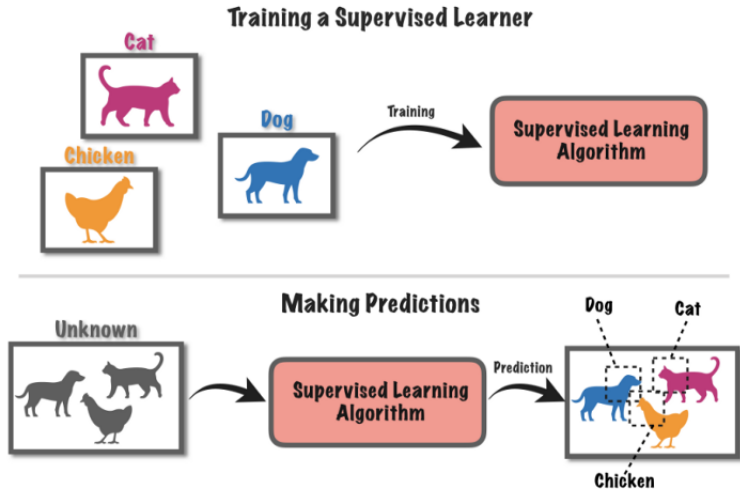 Training a Supervised Learner
Cat
Dog
Chicken
Training
Supervised Learning
Algorithm
Making Predictions
Unknown
Supervised Learning
Algorithm
Prediction
Dog
Cat
Chicken